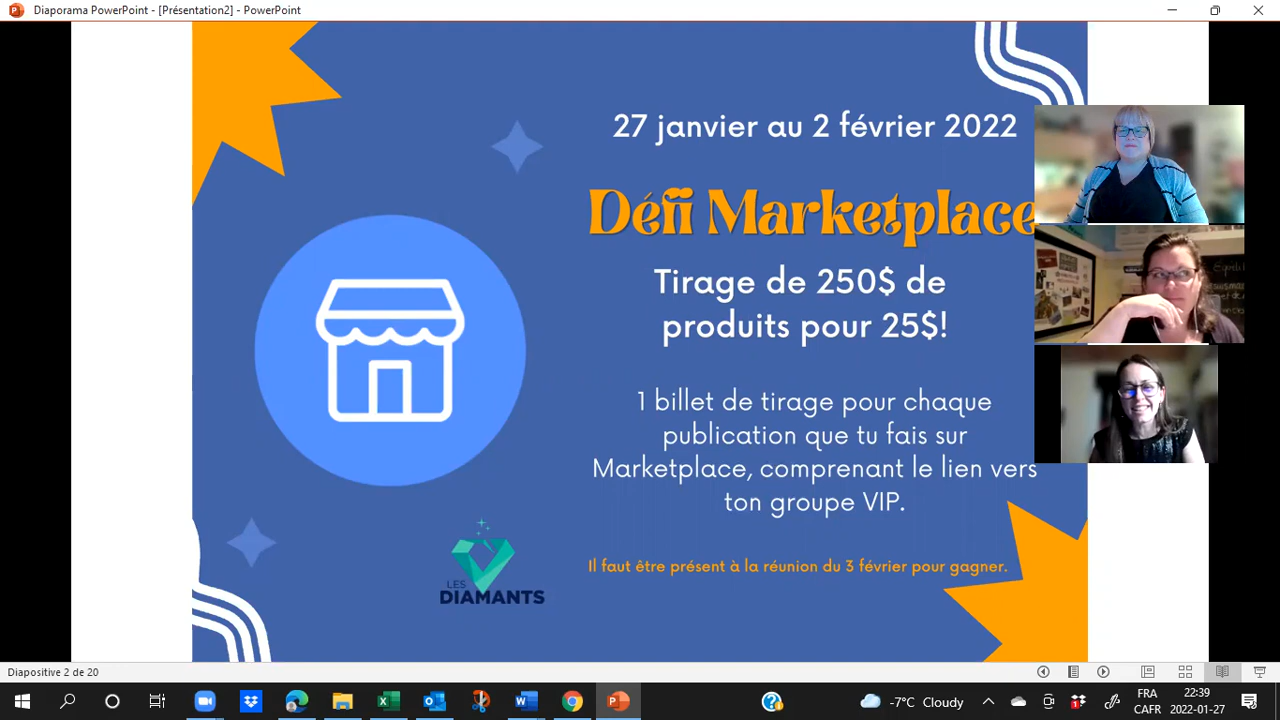 Diaporama PowerPoint - [Présentation2] - PowerPoint
27 janvier au 2 février 2022
Défi Marketplace
Tirage de 250$ de
produits pour 25$!
1 billet de tirage pour chaque
publication que tu fais sur
Marketplace, comprenant le lien vers
ton groupe VIP.
Il faut être présent à la réunion du 3 février pour gagner.
LES
DIAMANTS
Diapositive 2 de 20
-7°C Cloudy
FRA
CAFR
22:39
2022-01-27